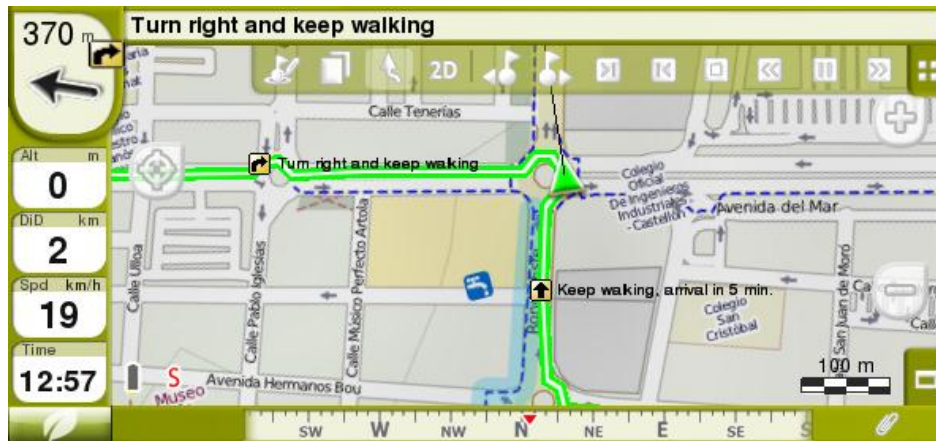 370 m
Turn right and keep walking
2D
Calle Tenerías
Alt m
0
Turn right and keep walking
Colegio
Oficial
De Ingenieros
Industriales
- Castellón
Avenida del Mar
DiD km
2
Calle Ulloa
Calle Pablo Iglesias
Calle Músico Perfecto Artola
Spd km/h
19
Keep walking, arrival in 5 min.
Colegio
San
Cristóbal
San Juan de Moró
Time
12:57
S
Museo
Avenida Hermanos Bou
100 m
SW W NW N NE E SE S